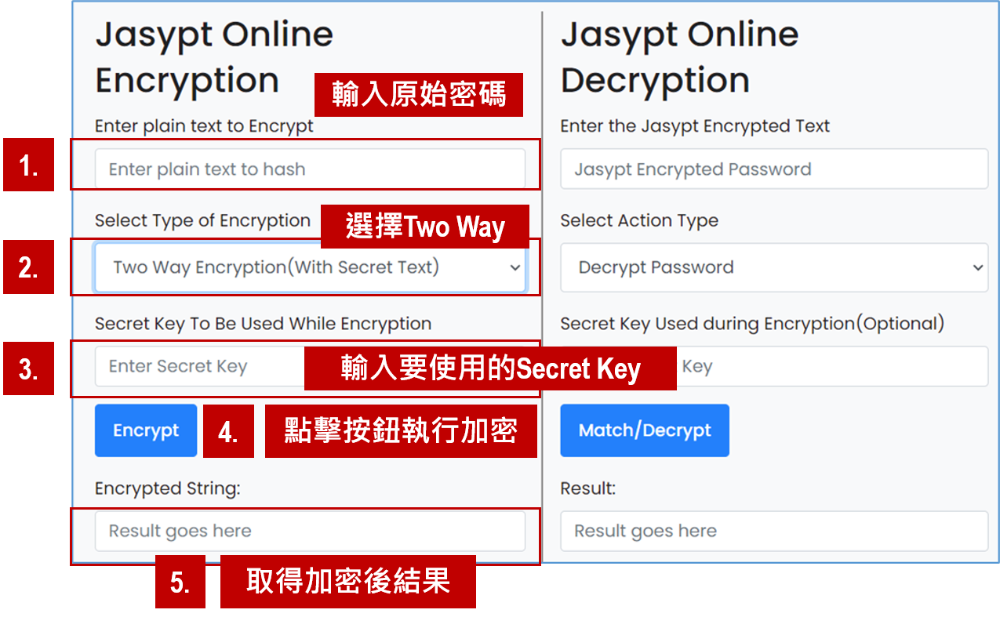 Jasypt Online
Encryption
輸入原始密碼
Enter plain text to Encrypt
1.
Enter plain text to hash
Select Type of Encryption
選擇Two Way
2.
Two Way Encryption(With Secret Text)
Secret Key To Be Used While Encryption
3.
Enter Secret Key
輸入要使用的Secret Key
Encrypt
4.
點擊按鈕執行加密
Encrypted String:
Result goes here
5.
取得加密後結果
Jasypt Online
Decryption
Enter the Jasypt Encrypted Text
Jasypt Encrypted Password
Select Action Type
Decrypt Password
Secret Key Used during Encryption(Optional)
Key
Match/Decrypt
Result:
Result goes here